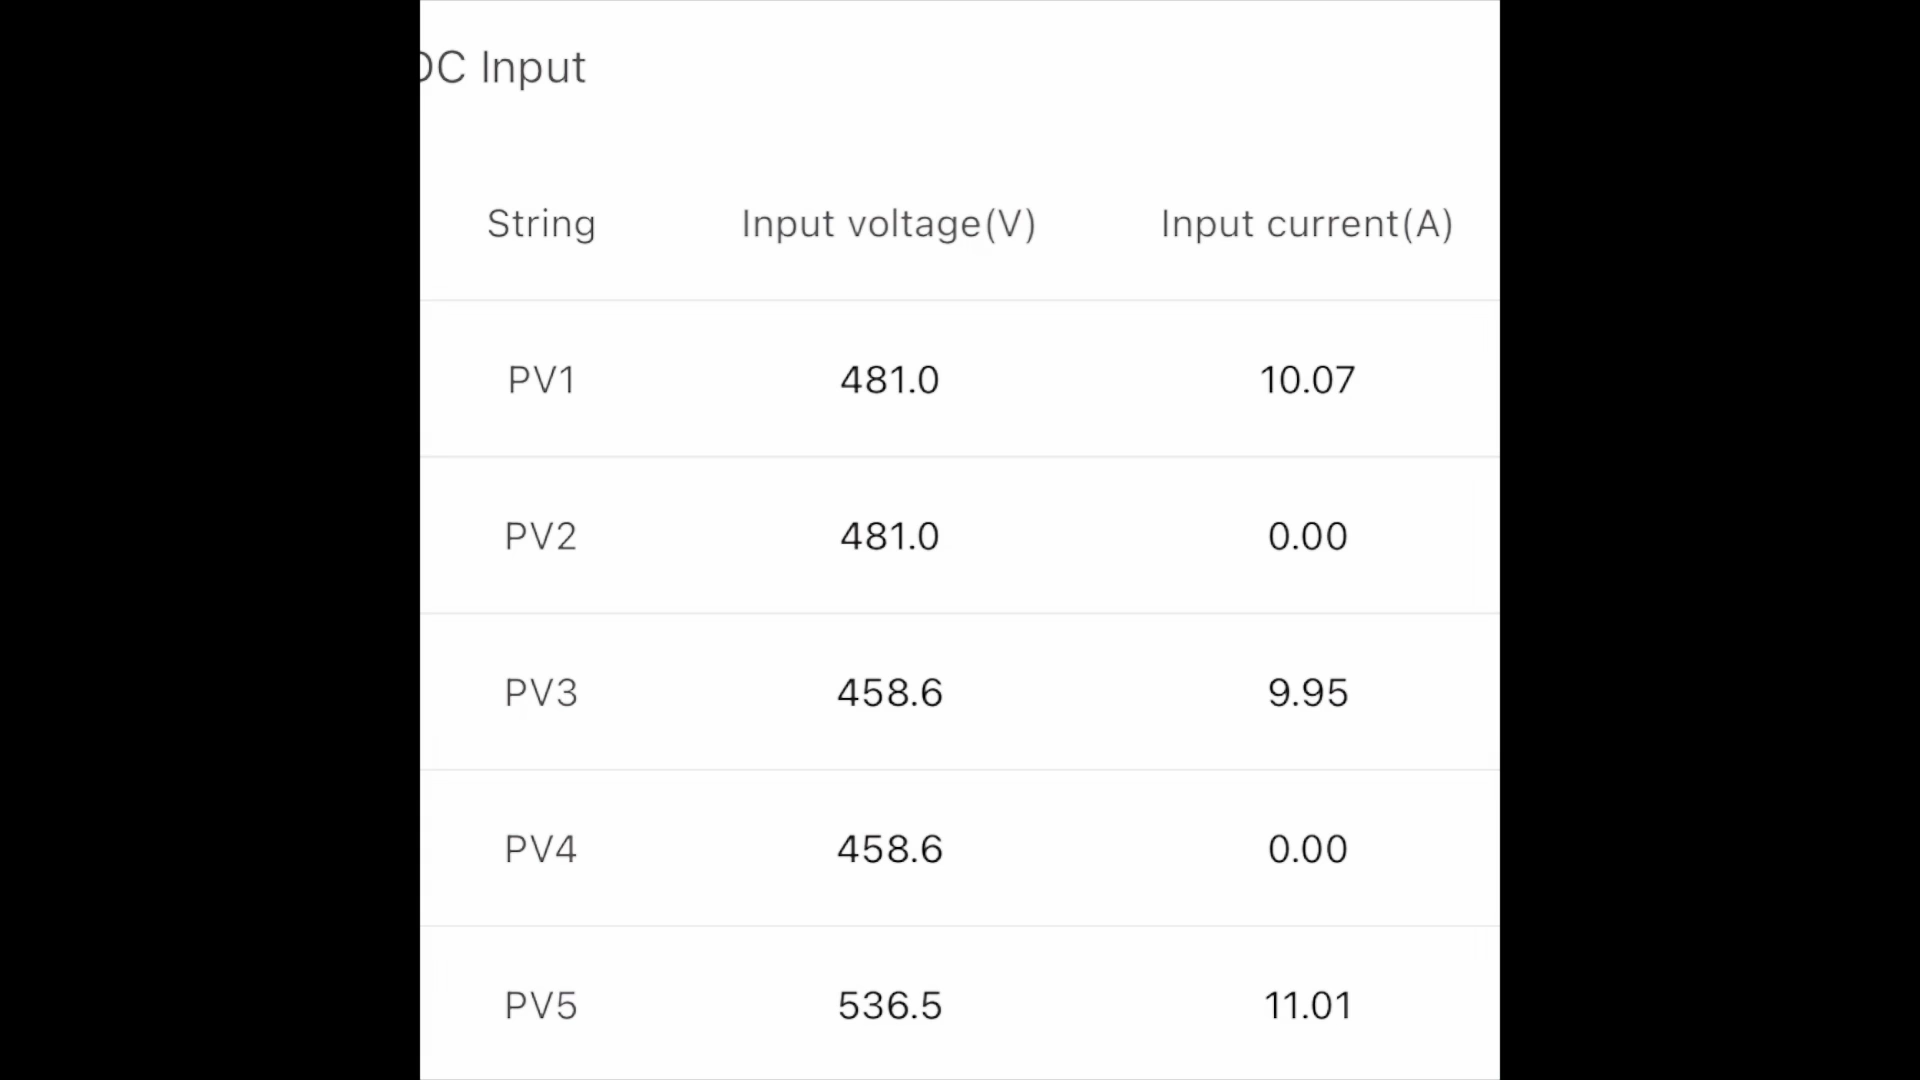 DC Input
String Input voltage(V) Input current(A)
PV1 481.0 10.07
PV2 481.0 0.00
PV3 458.6 9.95
PV4 458.6 0.00
PV5 536.5 11.01